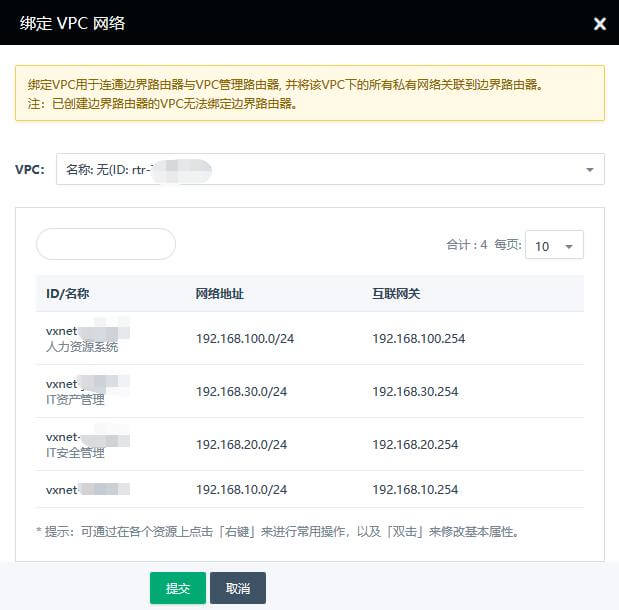 绑定 VPC 网络
绑定VPC用于连通边界路由器与VPC管理路由器, 并将该VPC下的所有私有网络关联到边界路由器。
注：已创建边界路由器的VPC无法绑定边界路由器。
VPC: 名称: 无(ID: rtr-
合计 : 4 每页: 10
ID/名称 网络地址 互联网关
vxnet 192.168.100.0/24 192.168.100.254
人力资源系统
vxnet- 192.168.30.0/24 192.168.30.254
IT资产管理
vxnet- 192.168.20.0/24 192.168.20.254
IT安全管理
vxnet- 192.168.10.0/24 192.168.10.254
* 提示：可通过在各个资源上点击「右键」来进行常用操作，以及「双击」来修改基本属性。
提交 取消